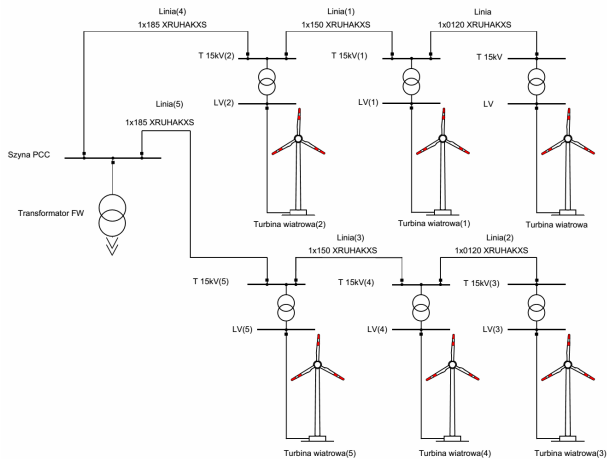 Linia(4)
1x185 XRUHAKXS
Linia(1)
1x150 XRUHAKXS
Linia
1x0120 XRUHAKXS
T 15kV(2)
T 15kV(1)
T 15kV
LV(2)
LV(1)
LV
Linia(5)
1x185 XRUHAKXS
Szyna PCC
Transformator FW
Turbina wiatrowa(2)
Turbina wiatrowa(1)
Turbina wiatrowa
Linia(3)
1x150 XRUHAKXS
Linia(2)
1x0120 XRUHAKXS
T 15kV(5)
T 15kV(4)
T 15kV(3)
LV(5)
LV(4)
LV(3)
Turbina wiatrowa(5)
Turbina wiatrowa(4)
Turbina wiatrowa(3)